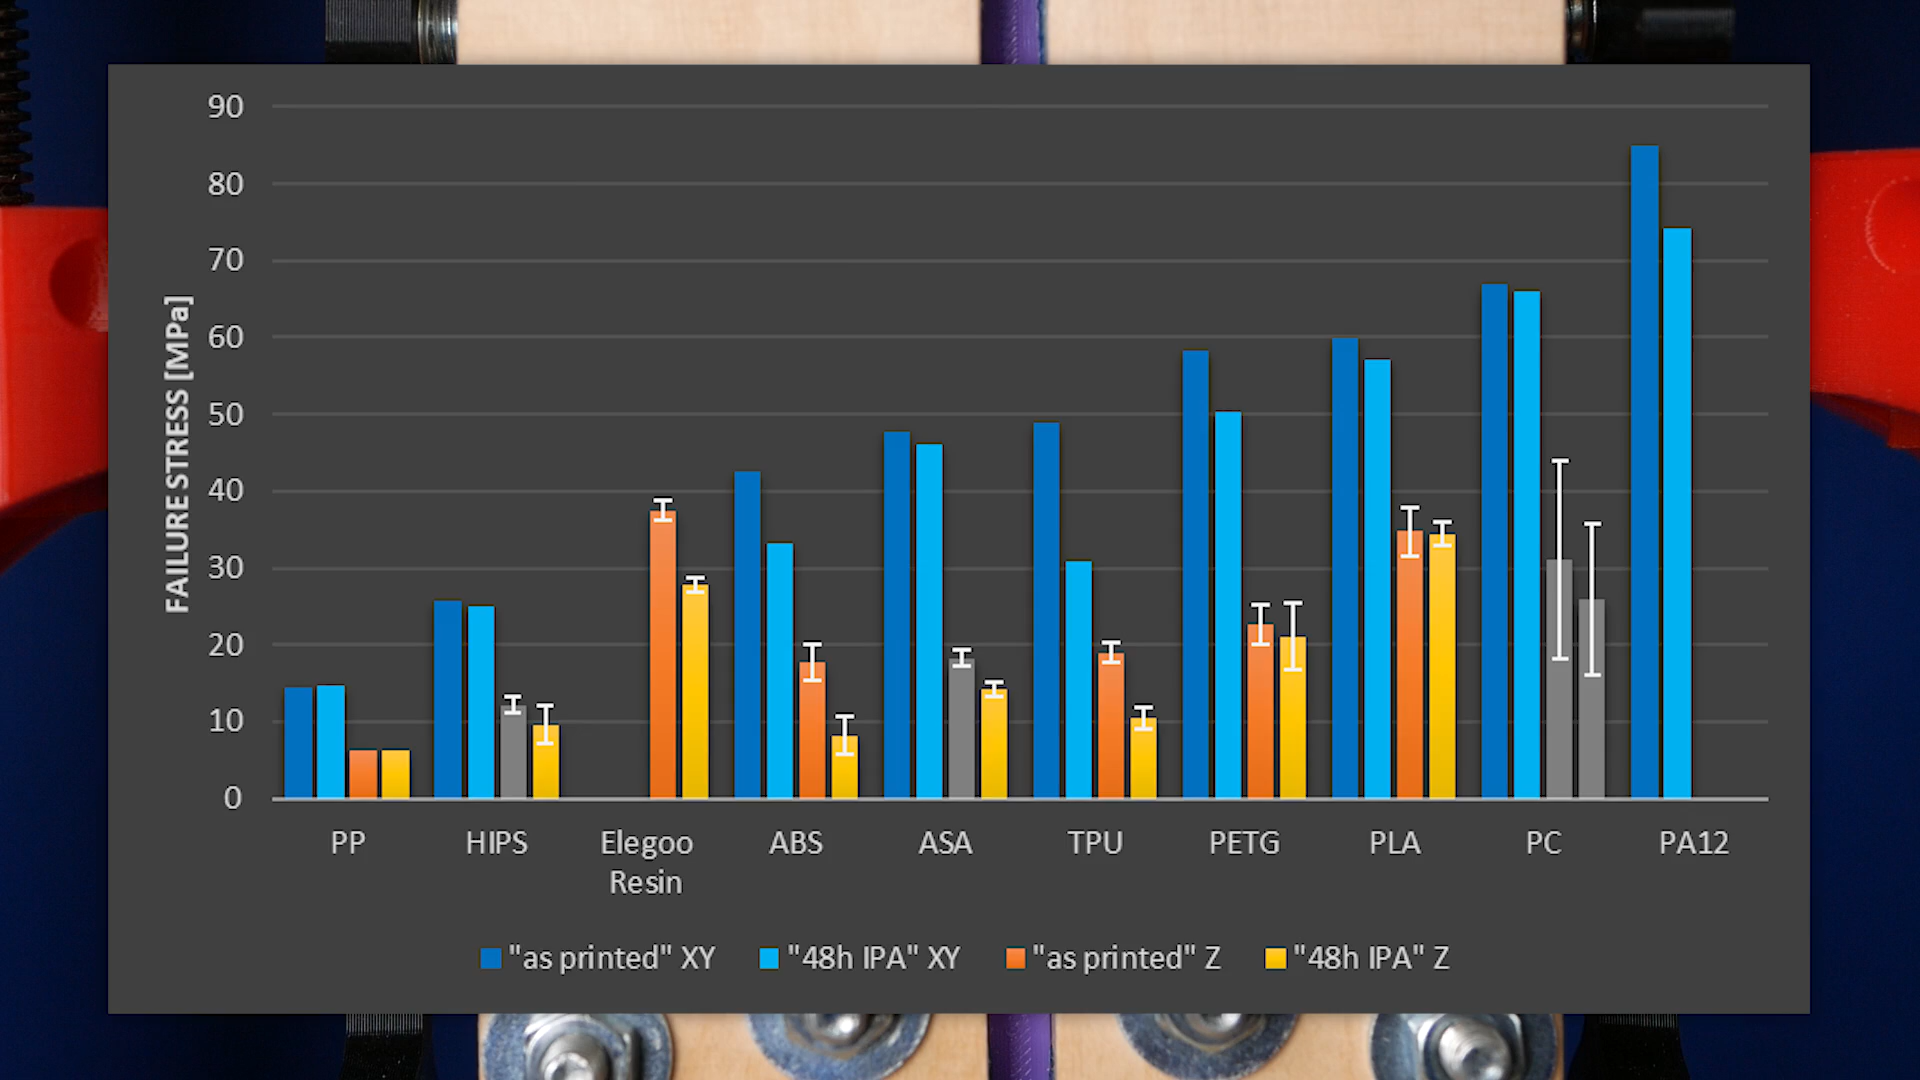 90
80
70
60
50
40
30
20
10
0
FAILURE STRESS [MPa]
PP
HIPS
Elegoo
Resin
ABS
ASA
TPU
PETG
PLA
PC
PA12
"as printed" XY
"48h IPA" XY
"as printed" Z
"48h IPA" Z